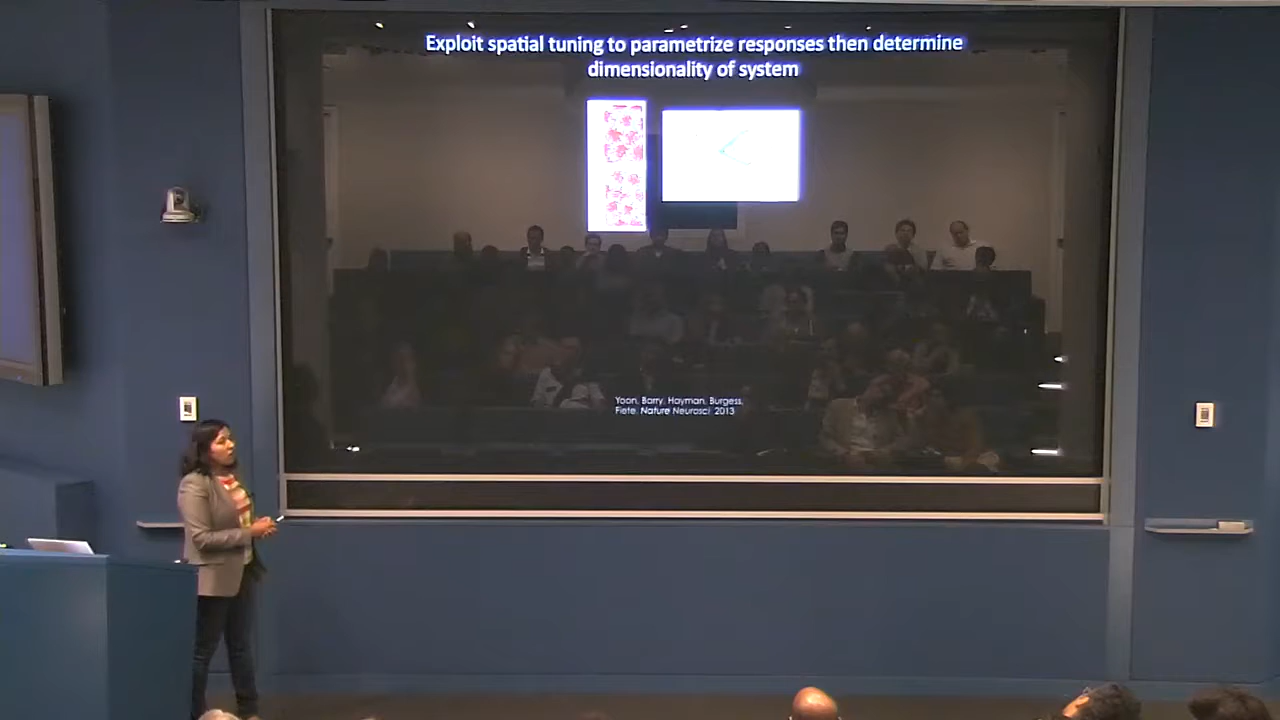 Exploit spatial tuning to parametrize responses then determine
dimensionality of system
Yoon, Barry, Hayman, Burgess,
Fiete, Nature Neurosci 2013